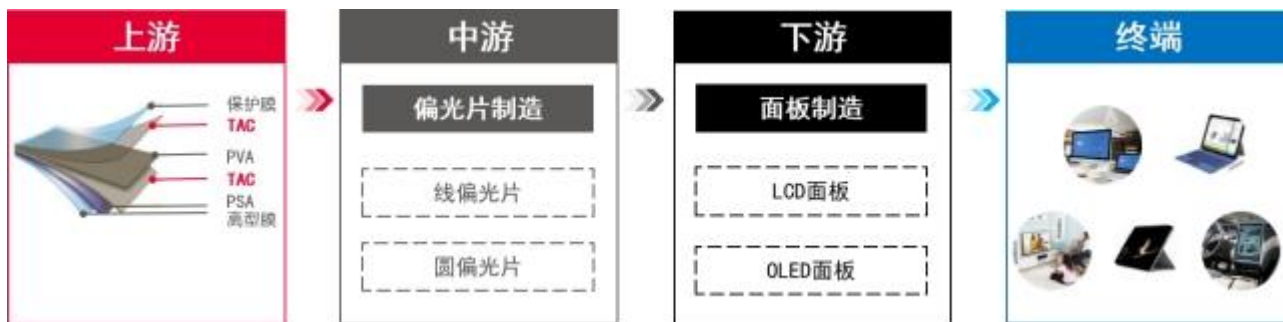 上游
保护膜
TAC
PVA
TAC
PSA
离型膜
中游
偏光片制造
线偏光片
圆偏光片
下游
面板制造
LCD面板
OLED面板
终端